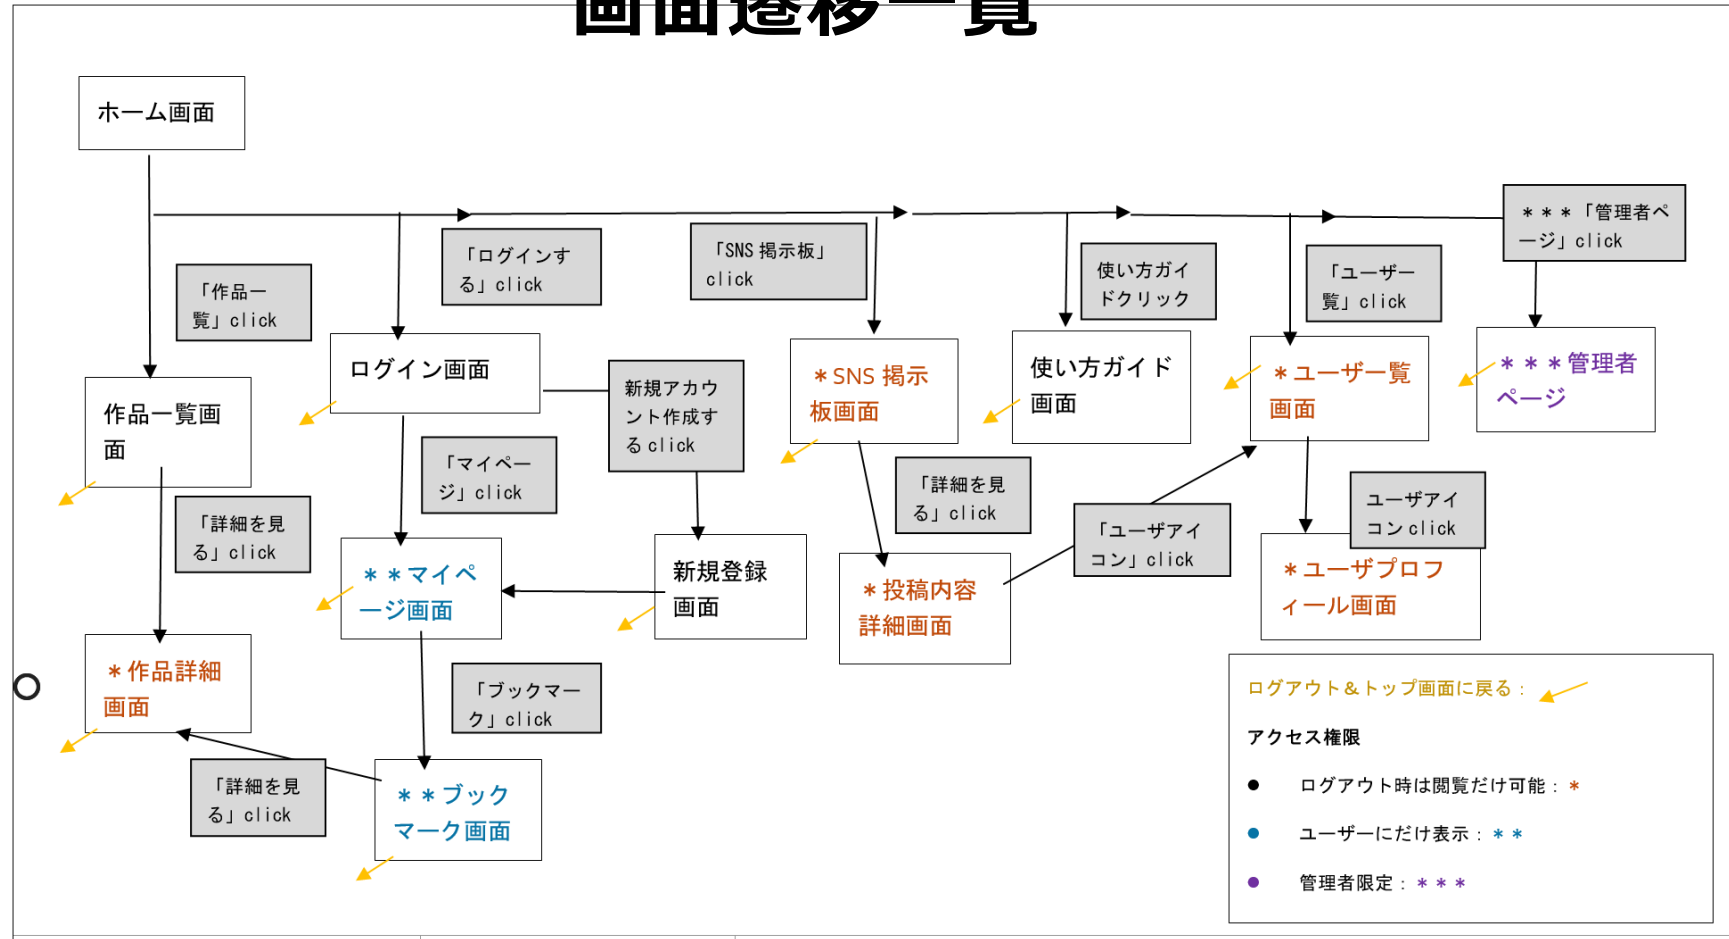 画面遷移一覧
ホーム画面
***「管理者ペ
ージ」click
「ログインす
る」click
「SNS 掲示板」
click
使い方ガイ
ドクリック
「ユーザー
覧」click
「作品一
覧」click
ログイン画面
新規アカウ
ント作成す
る click
*SNS 掲示
板画面
使い方ガイド
画面
*ユーザー覧
画面
***管理者
ページ
作品一覧画
面
「マイペー
ジ」click
「詳細を見
る」click
「詳細を見
る」click
「ユーザアイ
コン」click
ユーザアイ
コン click
**マイペ
ージ画面
新規登録
画面
*投稿内容
詳細画面
*ユーザプロフ
ィール画面
*作品詳細
画面
「ブックマー
ク」click
「詳細を見
る」click
**ブック
マーク画面
ログアウト&トップ画面に戻る:
アクセス権限
● ログアウト時は閲覧だけ可能:*
● ユーザーにだけ表示:**
● 管理者限定:***